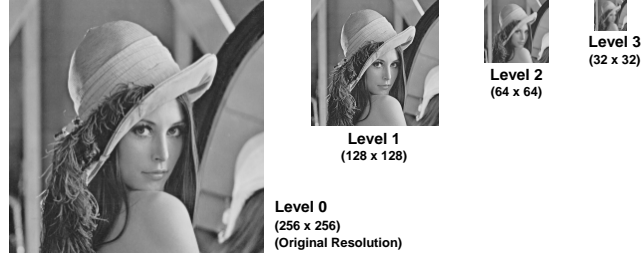 Level 3
(32 x 32)
Level 2
(64 x 64)
Level 1
(128 x 128)
Level 0
(256 x 256)
(Original Resolution)